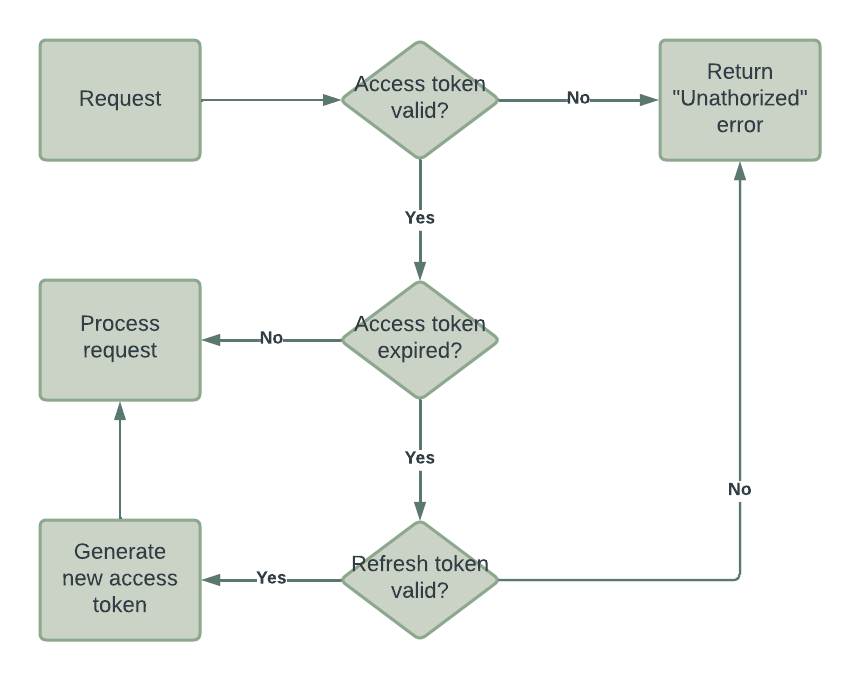 Request
Access token
valid?
No
Return
"Unathorized"
error
Yes
Process
request
No
Access token
expired?
Yes
No
Generate
new access
token
Yes
Refresh token
valid?